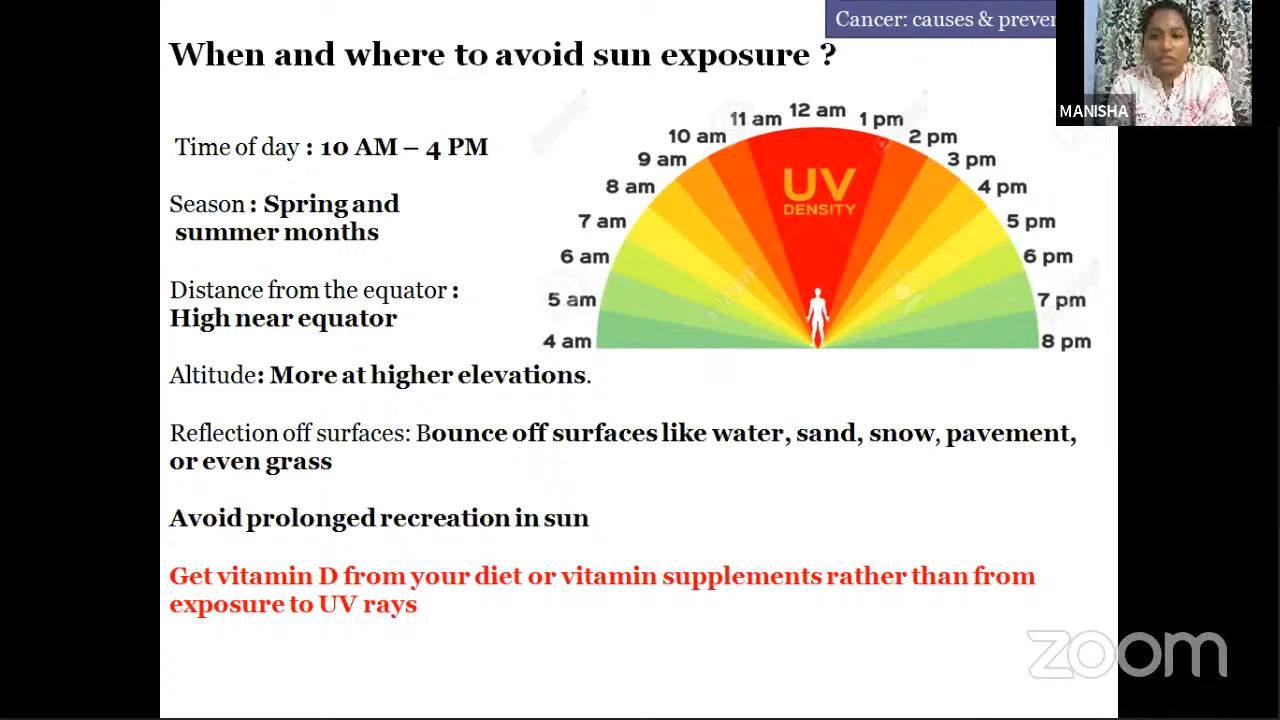 Cancer: causes & preven
When and where to avoid sun exposure ?
MANISHA
Time of day : 10 AM – 4 PM
Season : Spring and
summer months
Distance from the equator :
High near equator
Altitude: More at higher elevations.
Reflection off surfaces: Bounce off surfaces like water, sand, snow, pavement,
or even grass
Avoid prolonged recreation in sun
Get vitamin D from your diet or vitamin supplements rather than from
exposure to UV rays
4 am
5 am
6 am
7 am
8 am
9 am
10 am
11 am
12 am
1 pm
2 pm
3 pm
4 pm
5 pm
6 pm
7 pm
8 pm
UV
DENSITY
zoom